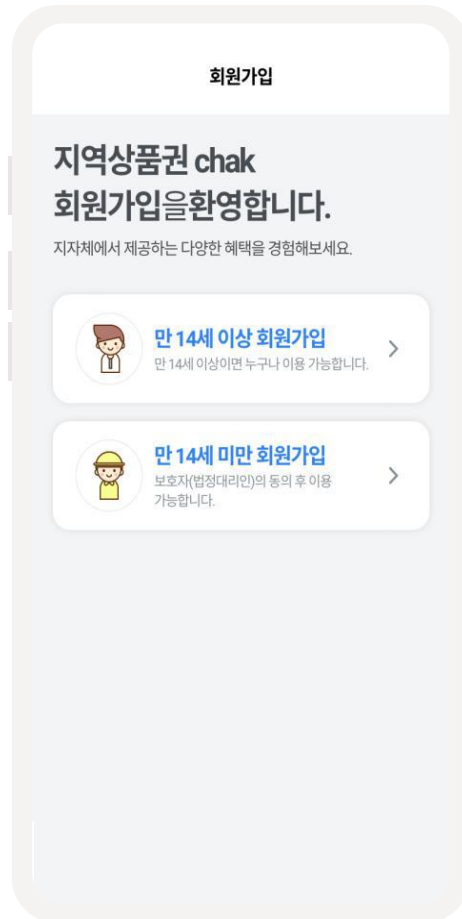 회원가입
지역상품권 chak
회원가입을환영합니다.
지자체에서 제공하는 다양한 혜택을 경험해보세요.
만 14세 이상 회원가입
만 14세 이상이면 누구나 이용 가능합니다.
만 14세 미만 회원가입
보호자(법정대리인)의 동의 후 이용
가능합니다.